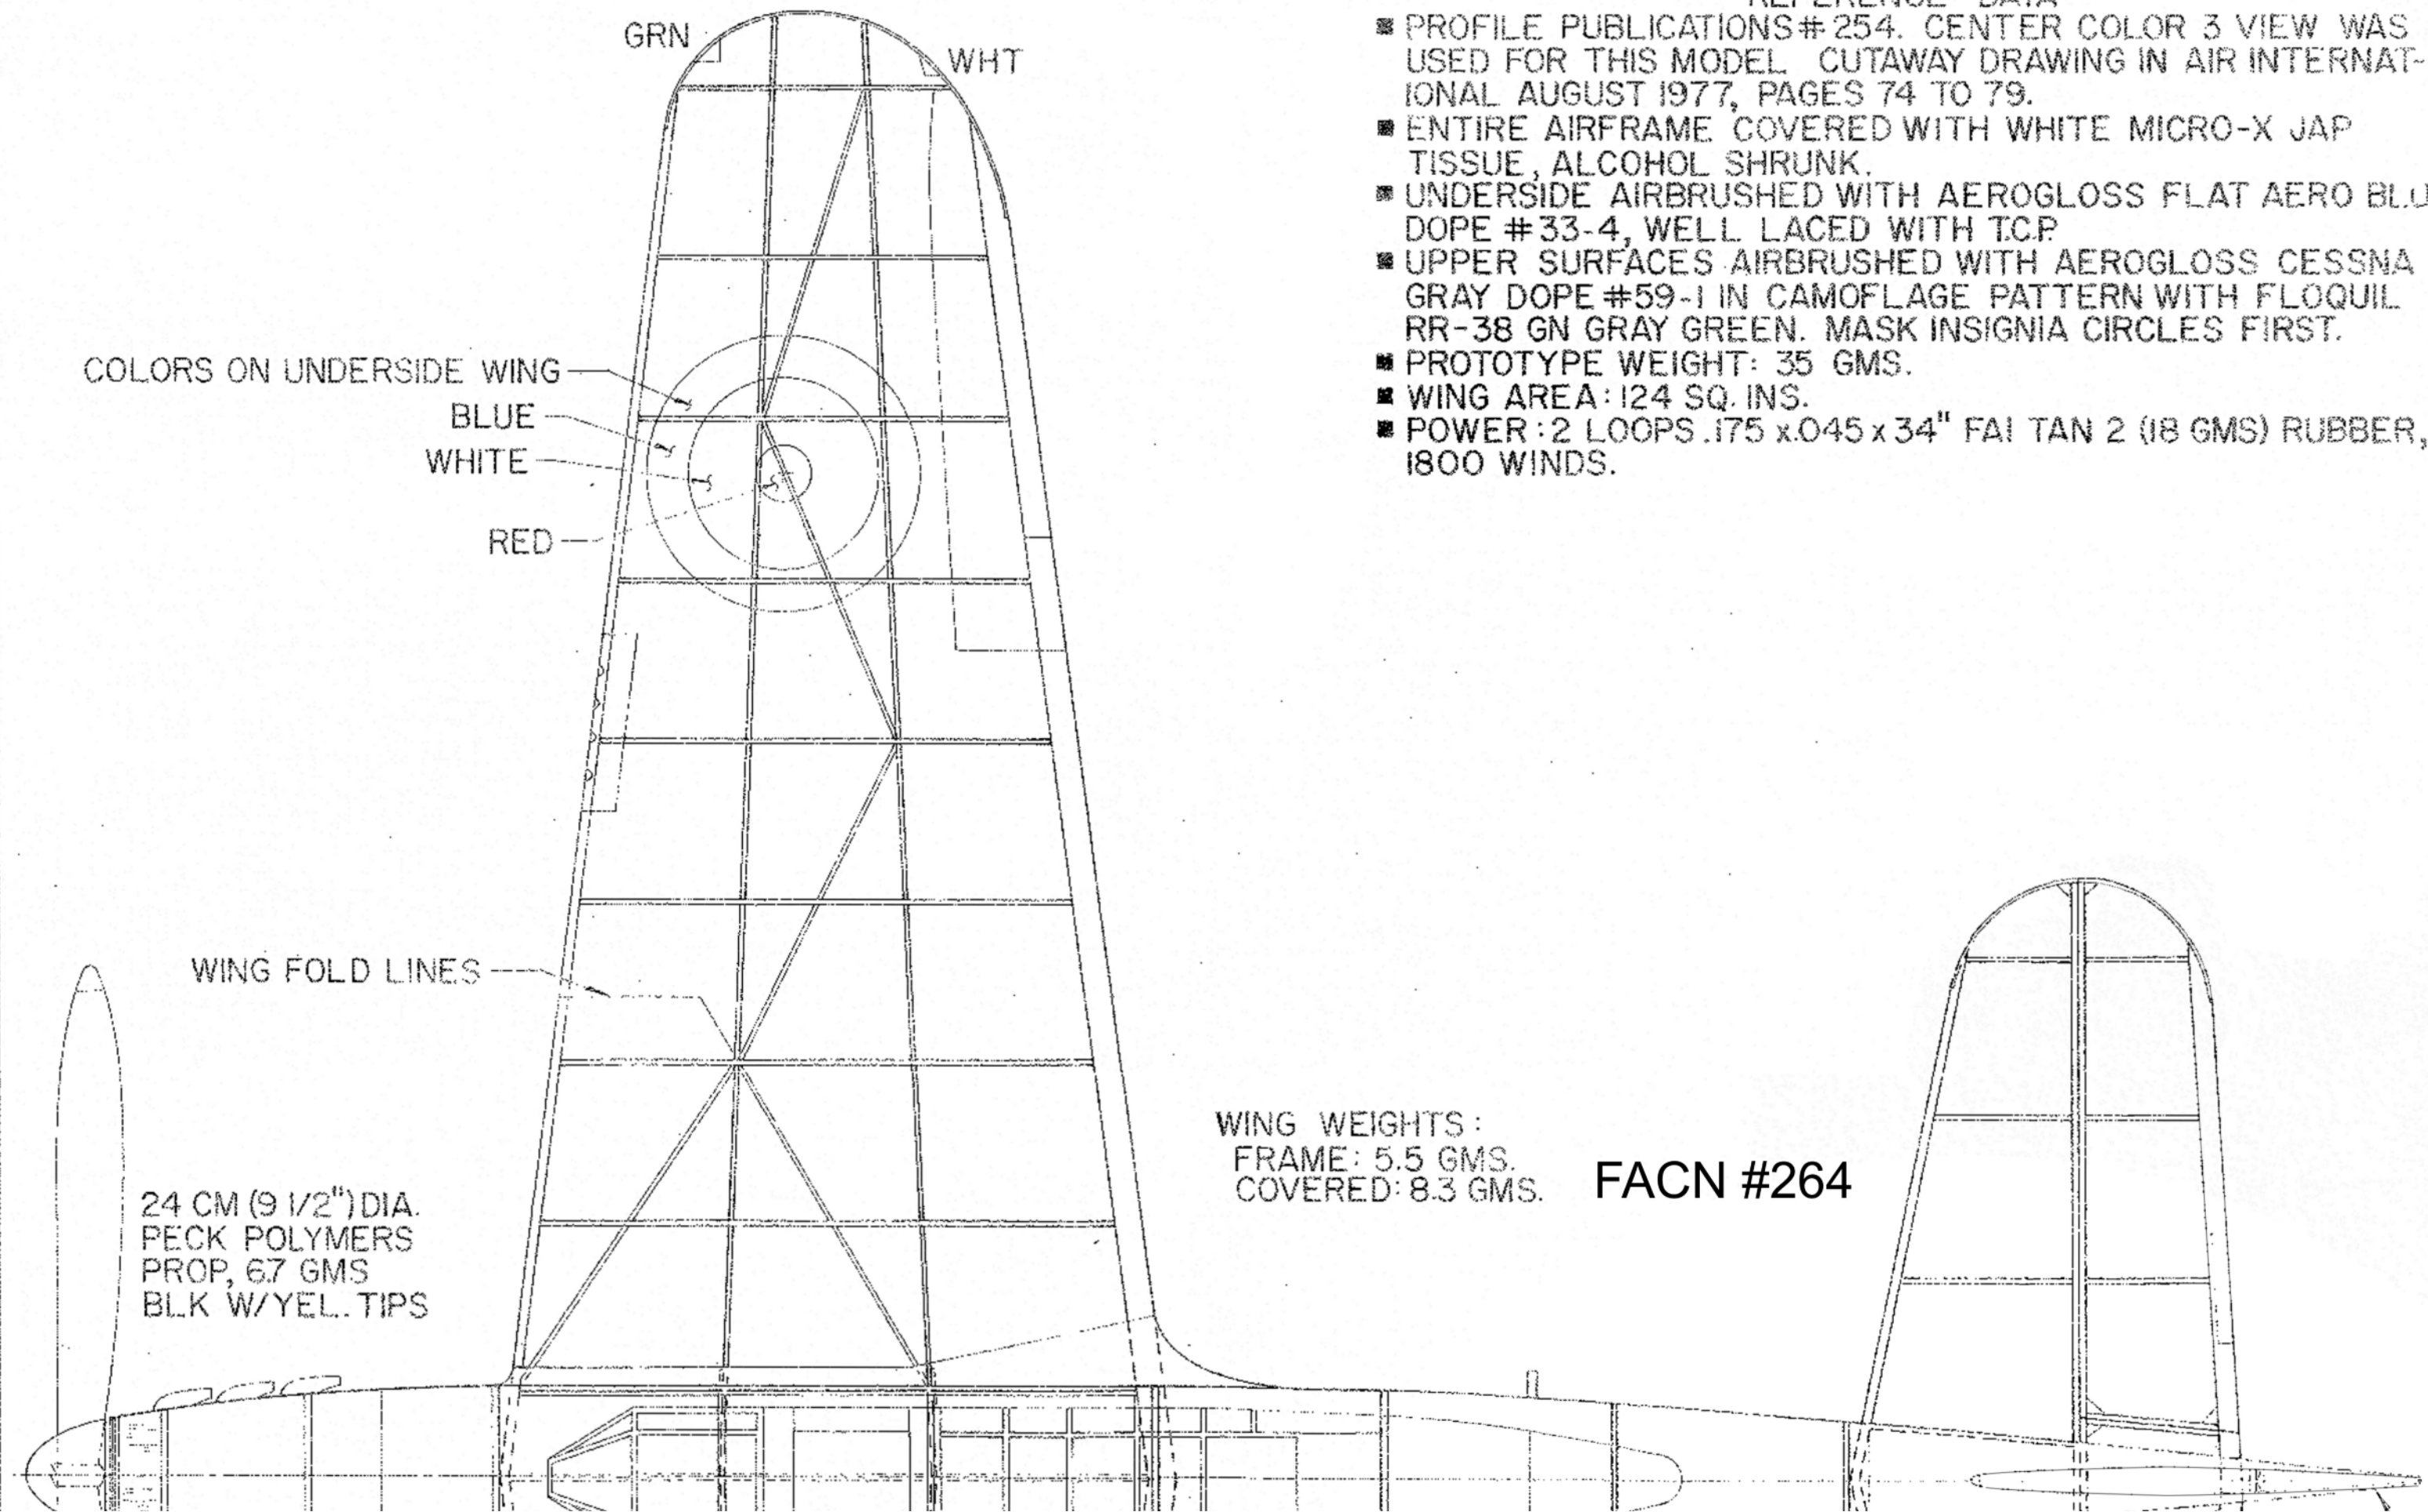 REFERENCE DATA
■ PROFILE PUBLICATIONS # 254. CENTER COLOR 3 VIEW WAS
USED FOR THIS MODEL CUTAWAY DRAWING IN AIR INTERNAT-
IONAL AUGUST 1977, PAGES 74 TO 79.
■ ENTIRE AIRFRAME COVERED WITH WHITE MICRO-X JAP
TISSUE, ALCOHOL SHRUNK.
■ UNDERSIDE AIRBRUSHED WITH AEROGLOSS FLAT AERO BLU
DOPE # 33-4, WELL LACED WITH T.C.P.
■ UPPER SURFACES AIRBRUSHED WITH AEROGLOSS CESSNA
GRAY DOPE #59-1 IN CAMOFLAGE PATTERN WITH FLOQUIL
RR-38 GN GRAY GREEN. MASK INSIGNIA CIRCLES FIRST.
■ PROTOTYPE WEIGHT: 35 GMS.
■ WING AREA: 124 SQ. INS.
■ POWER: 2 LOOPS .175 x .045 x 34" FAI TAN 2 (18 GMS) RUBBER,
1800 WINDS.
GRN
WHT
COLORS ON UNDERSIDE WING
BLUE
WHITE
RED
WING FOLD LINES
24 CM (9 1/2") DIA.
PECK POLYMERS
PROP, 6.7 GMS
BLK W/YEL. TIPS
WING WEIGHTS:
FRAME: 5.5 GMS.
COVERED: 8.3 GMS.
FACN #264